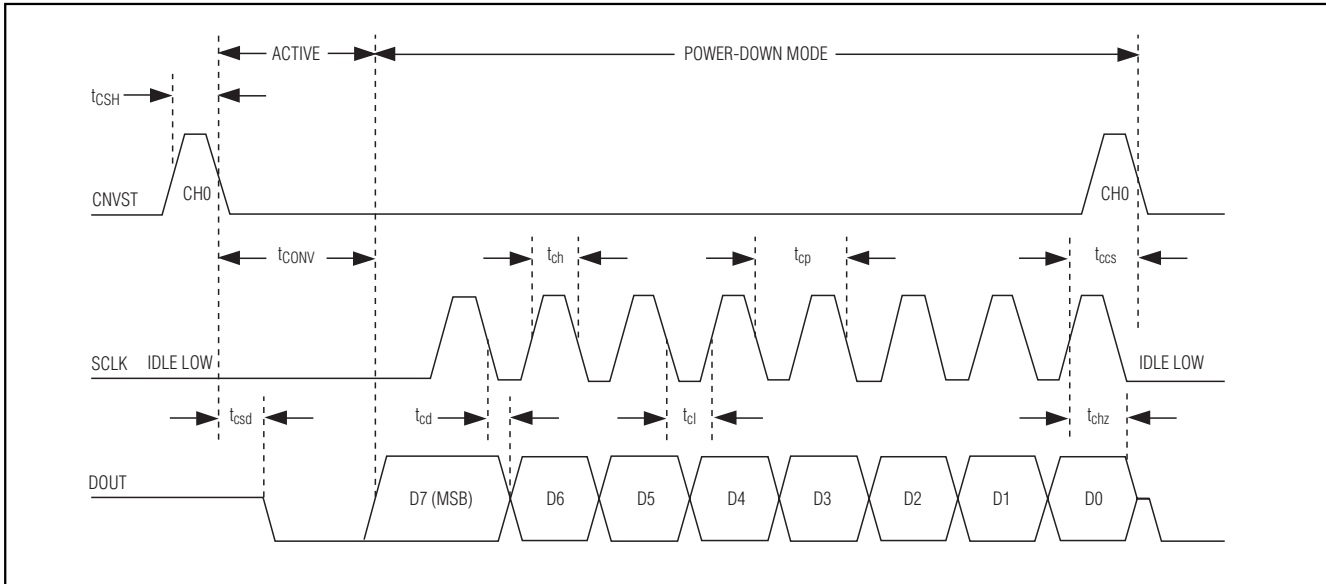 ACTIVE
POWER-DOWN MODE
tCSH
CNVST
CH0
CH0
tCONV
tch
tcp
tccs
SCLK IDLE LOW
IDLE LOW
tcsd
tcd
tcl
tchz
DOUT
D7 (MSB)
D6
D5
D4
D3
D2
D1
D0